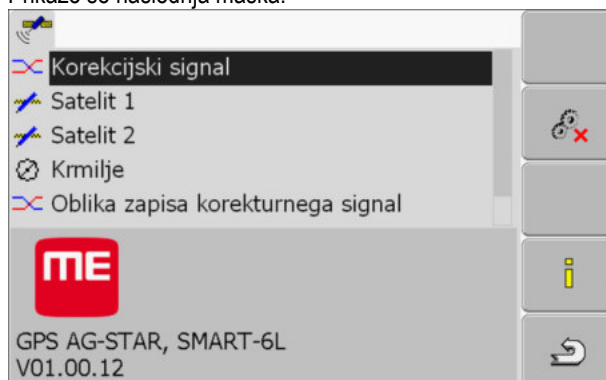 Prikaže se naslednja maska:
Korekcijski signal
Satelit 1
Satelit 2
Krmilje
Oblika zapisa korekturnega signal
ME
GPS AG-STAR, SMART-6L
V01.00.12